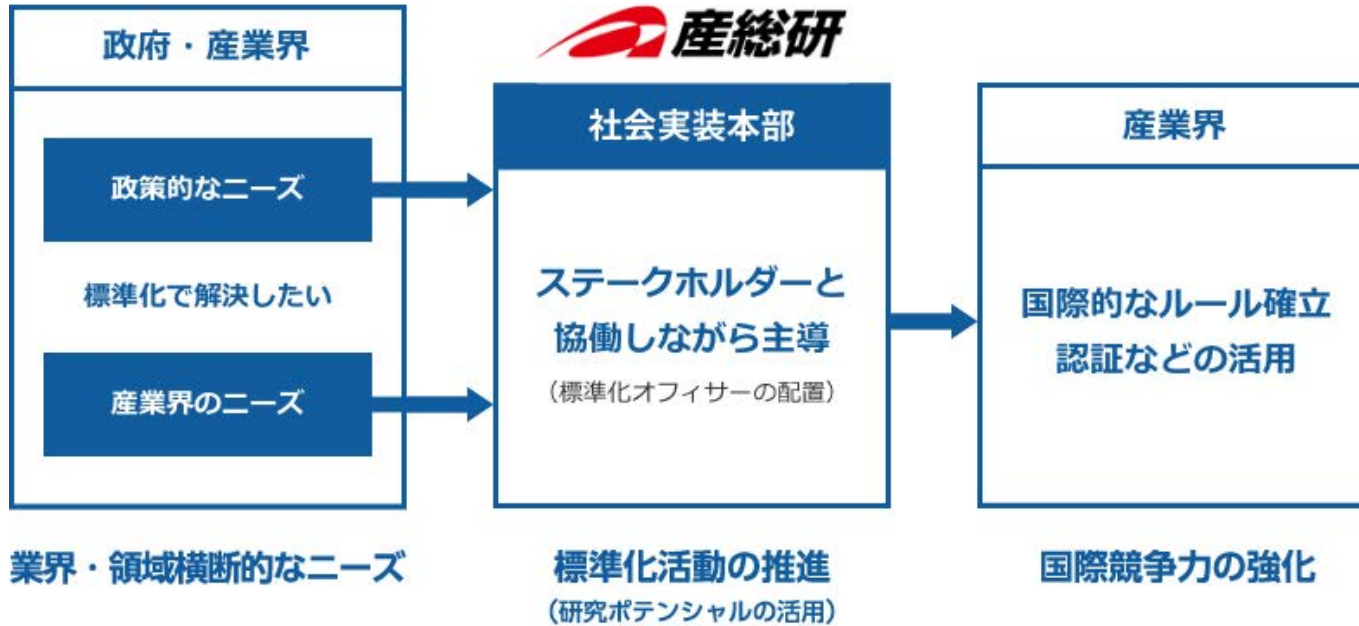 政府・産業界
政策的なニーズ
標準化で解決したい
産業界のニーズ
業界・領域横断的なニーズ
産総研
社会実装本部
ステークホルダーと
協働しながら主導
（標準化オフィサーの配置）
標準化活動の推進
（研究ポテンシャルの活用）
産業界
国際的なルール確立
認証などの活用
国際競争力の強化